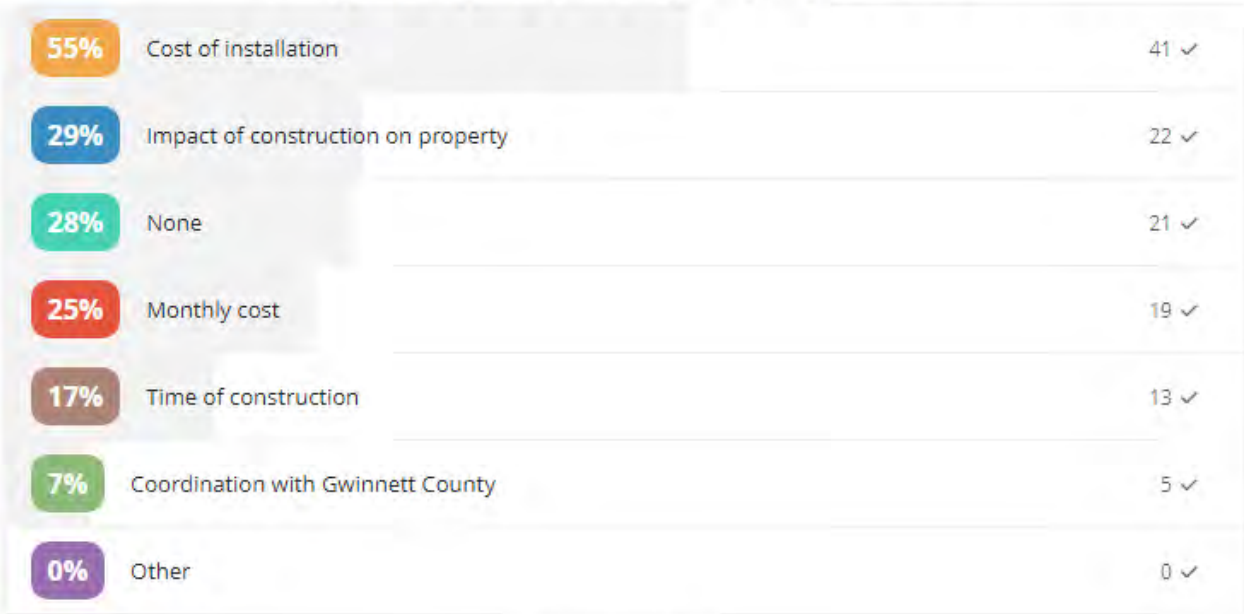 55% Cost of installation 41 ✓
29% Impact of construction on property 22 ✓
28% None 21 ✓
25% Monthly cost 19 ✓
17% Time of construction 13 ✓
7% Coordination with Gwinnett County 5 ✓
0% Other 0 ✓